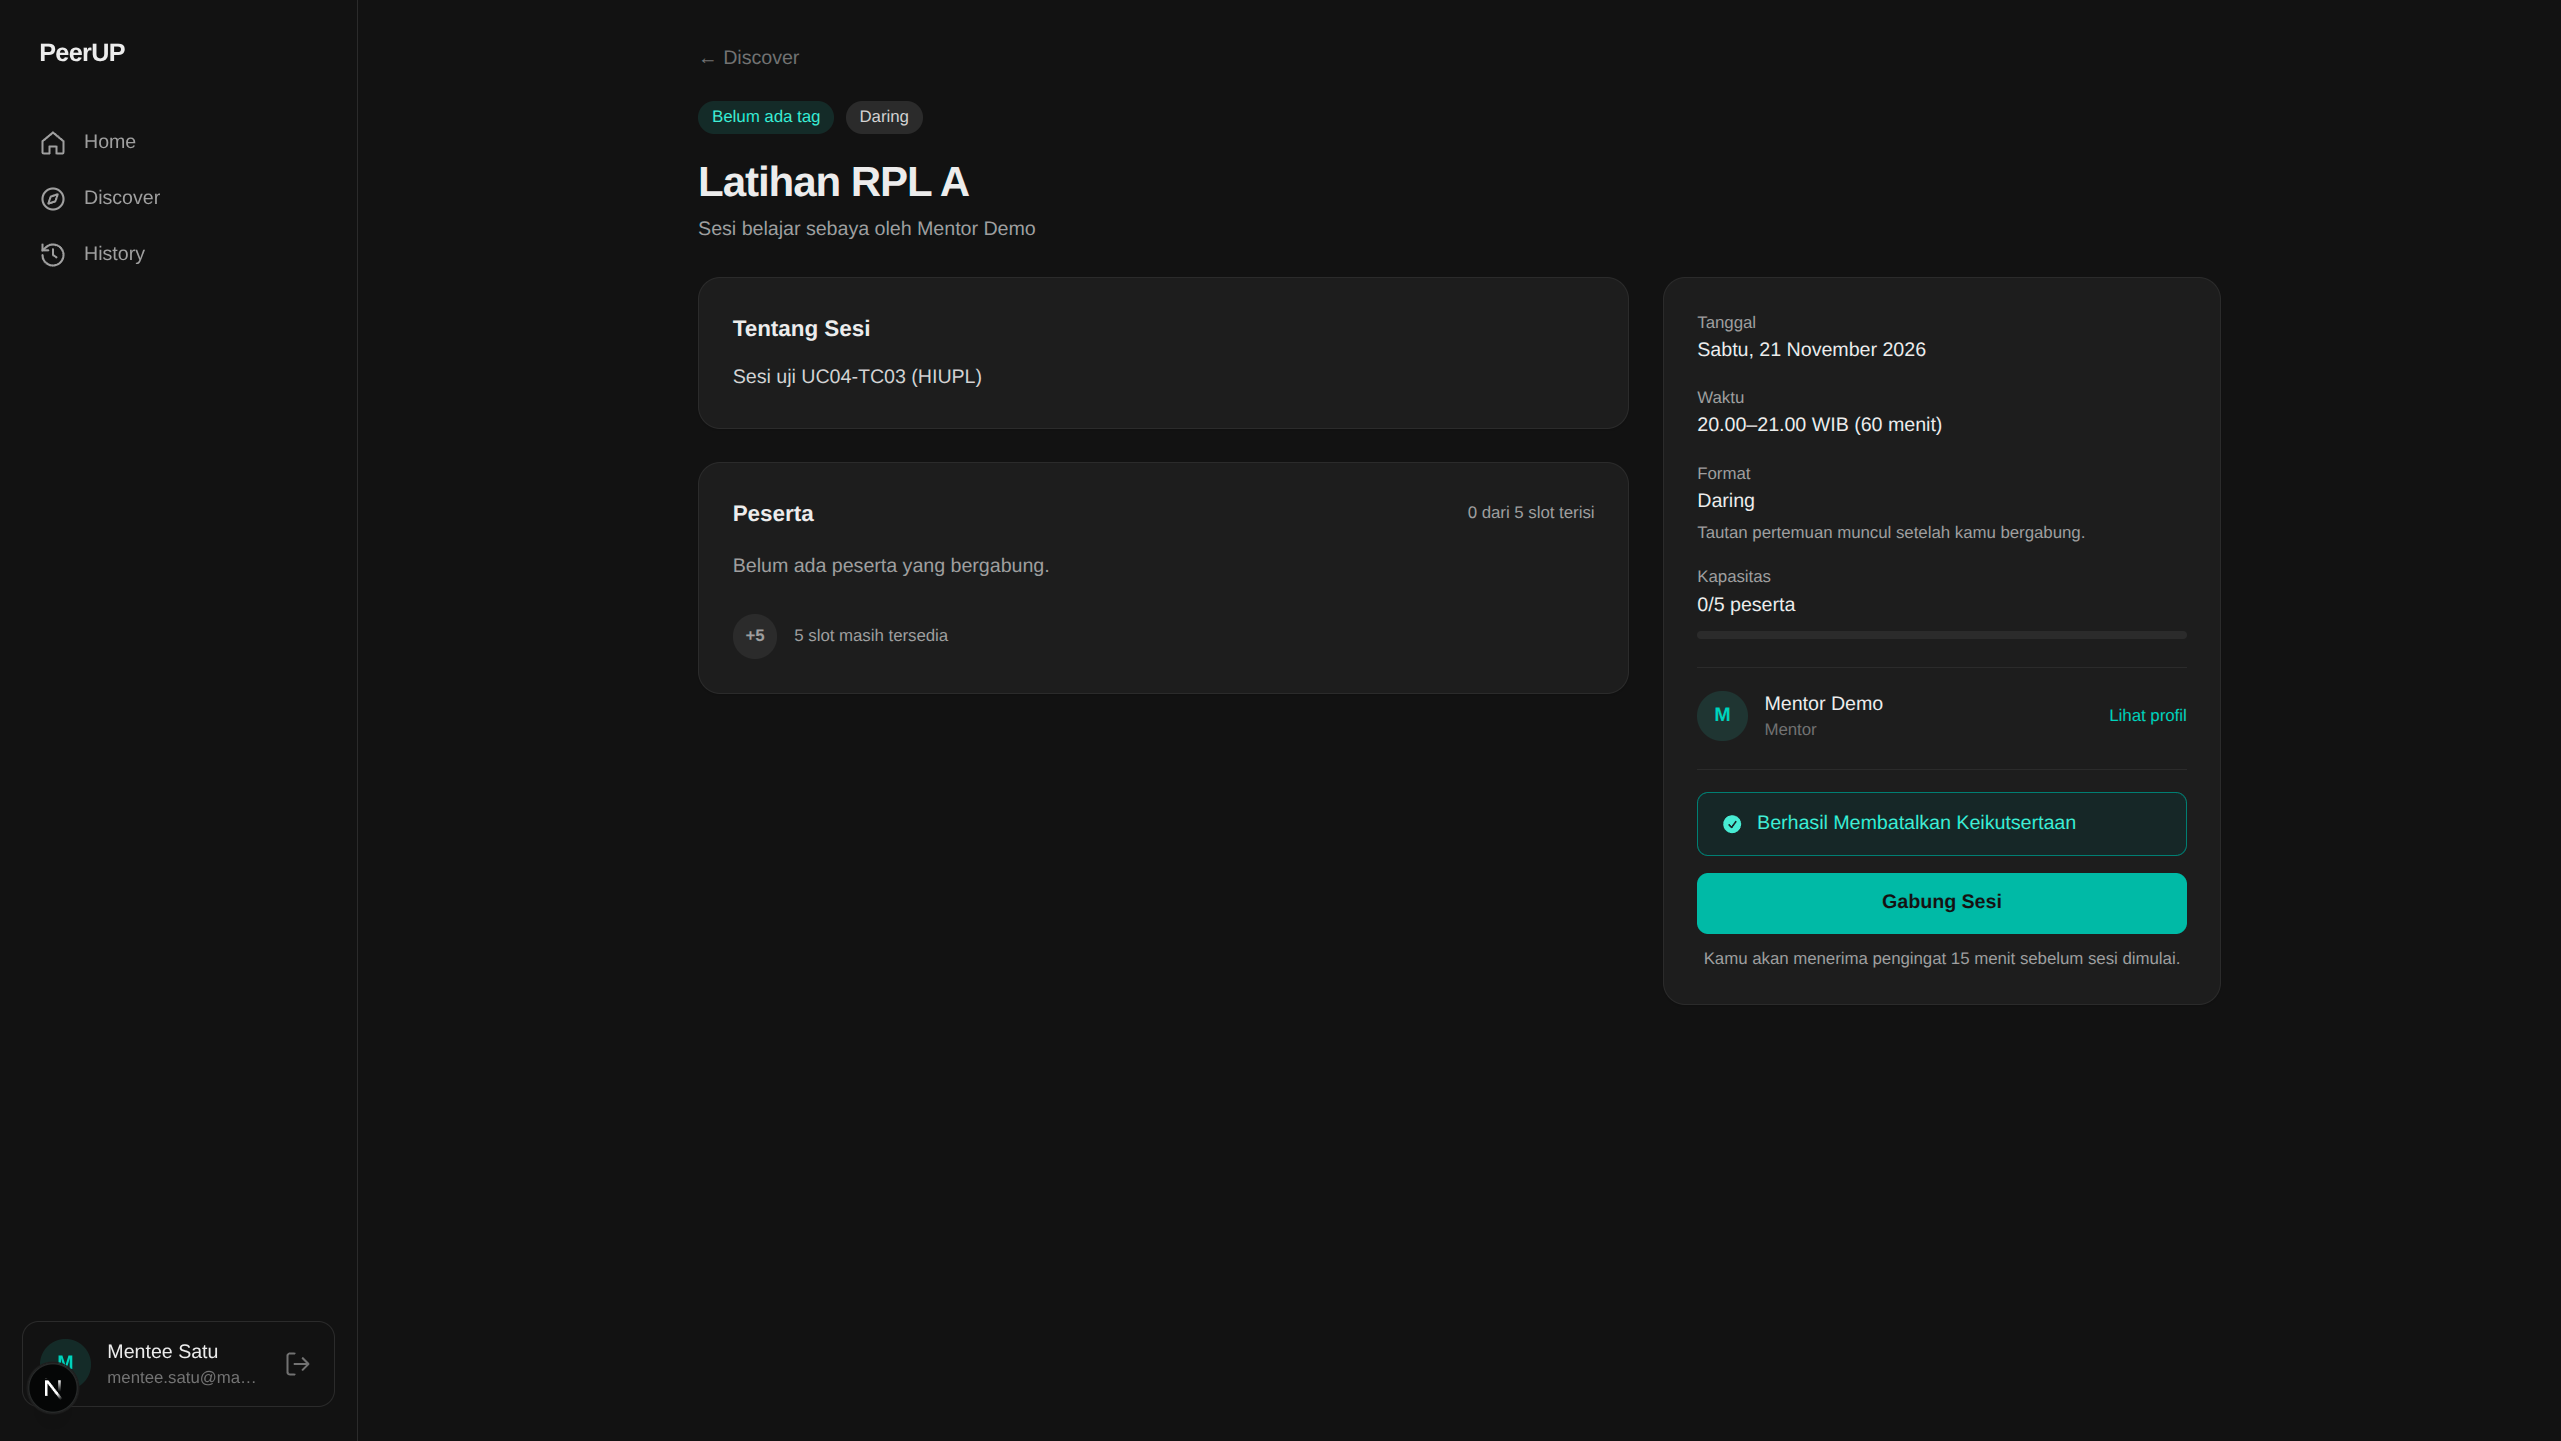 PeerUP
Home
Discover
History
← Discover
Belum ada tag
Daring
Latihan RPL A
Sesi belajar sebaya oleh Mentor Demo
Tentang Sesi
Sesi uji UC04-TC03 (HIUPL)
Peserta
0 dari 5 slot terisi
Belum ada peserta yang bergabung.
+5
5 slot masih tersedia
Tanggal
Sabtu, 21 November 2026
Waktu
20.00–21.00 WIB (60 menit)
Format
Daring
Tautan pertemuan muncul setelah kamu bergabung.
Kapasitas
0/5 peserta
M
Mentor Demo
Mentor
Lihat profil
Berhasil Membatalkan Keikutsertaan
Gabung Sesi
Kamu akan menerima pengingat 15 menit sebelum sesi dimulai.
M
N
Mentee Satu
mentee.satu@ma…